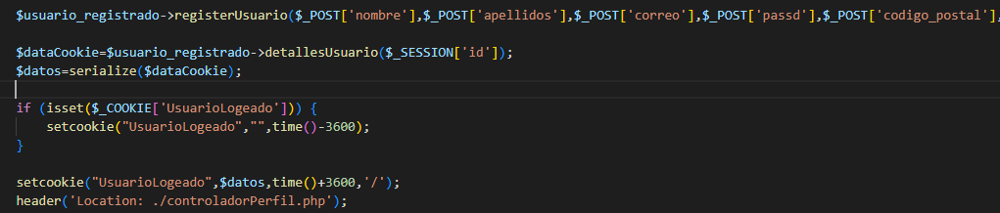 $usuario_registrado->registerUsuario($_POST['nombre'],$_POST['apellidos'],$_POST['correo'],$_POST['passd'],$_POST['codigo_postal'],
$dataCookie=$usuario_registrado->detallesUsuario($_SESSION['id']);
$datos=serialize($dataCookie);
if (isset($_COOKIE['UsuarioLogeado'])) {
    setcookie("UsuarioLogeado","",time()-3600);
}
setcookie("UsuarioLogeado",$datos,time()+3600,'/');
header('Location: ./controladorPerfil.php');